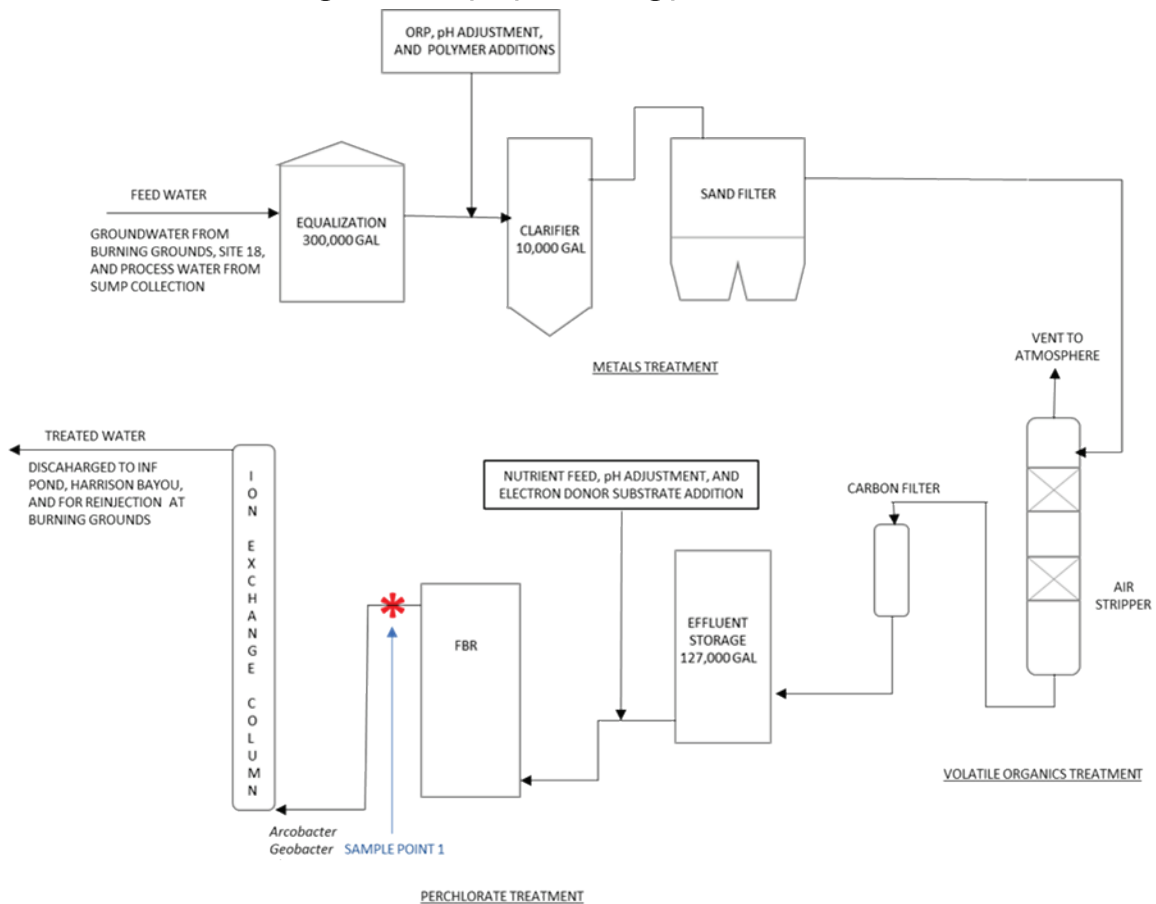 ORP, pH ADJUSTMENT,
AND POLYMER ADDITIONS
FEED WATER
GROUNDWATER FROM
BURNING GROUNDS, SITE 18,
AND PROCESS WATER FROM
SUMP COLLECTION
EQUALIZATION
300,000 GAL
CLARIFIER
10,000 GAL
SAND FILTER
METALS TREATMENT
VENT TO
ATMOSPHERE
TREATED WATER
DISCAHARGED TO INF
POND, HARRISON BAYOU,
AND FOR REINJECTION AT
BURNING GROUNDS
ION EXCHANGE COLUMN
NUTRIENT FEED, pH ADJUSTMENT, AND
ELECTRON DONOR SUBSTRATE ADDITION
CARBON FILTER
AIR
STRIPPER
EFFLUENT
STORAGE
127,000 GAL
FBR
VOLATILE ORGANICS TREATMENT
Arcobacter
Geobacter
SAMPLE POINT 1
PERCHLORATE TREATMENT